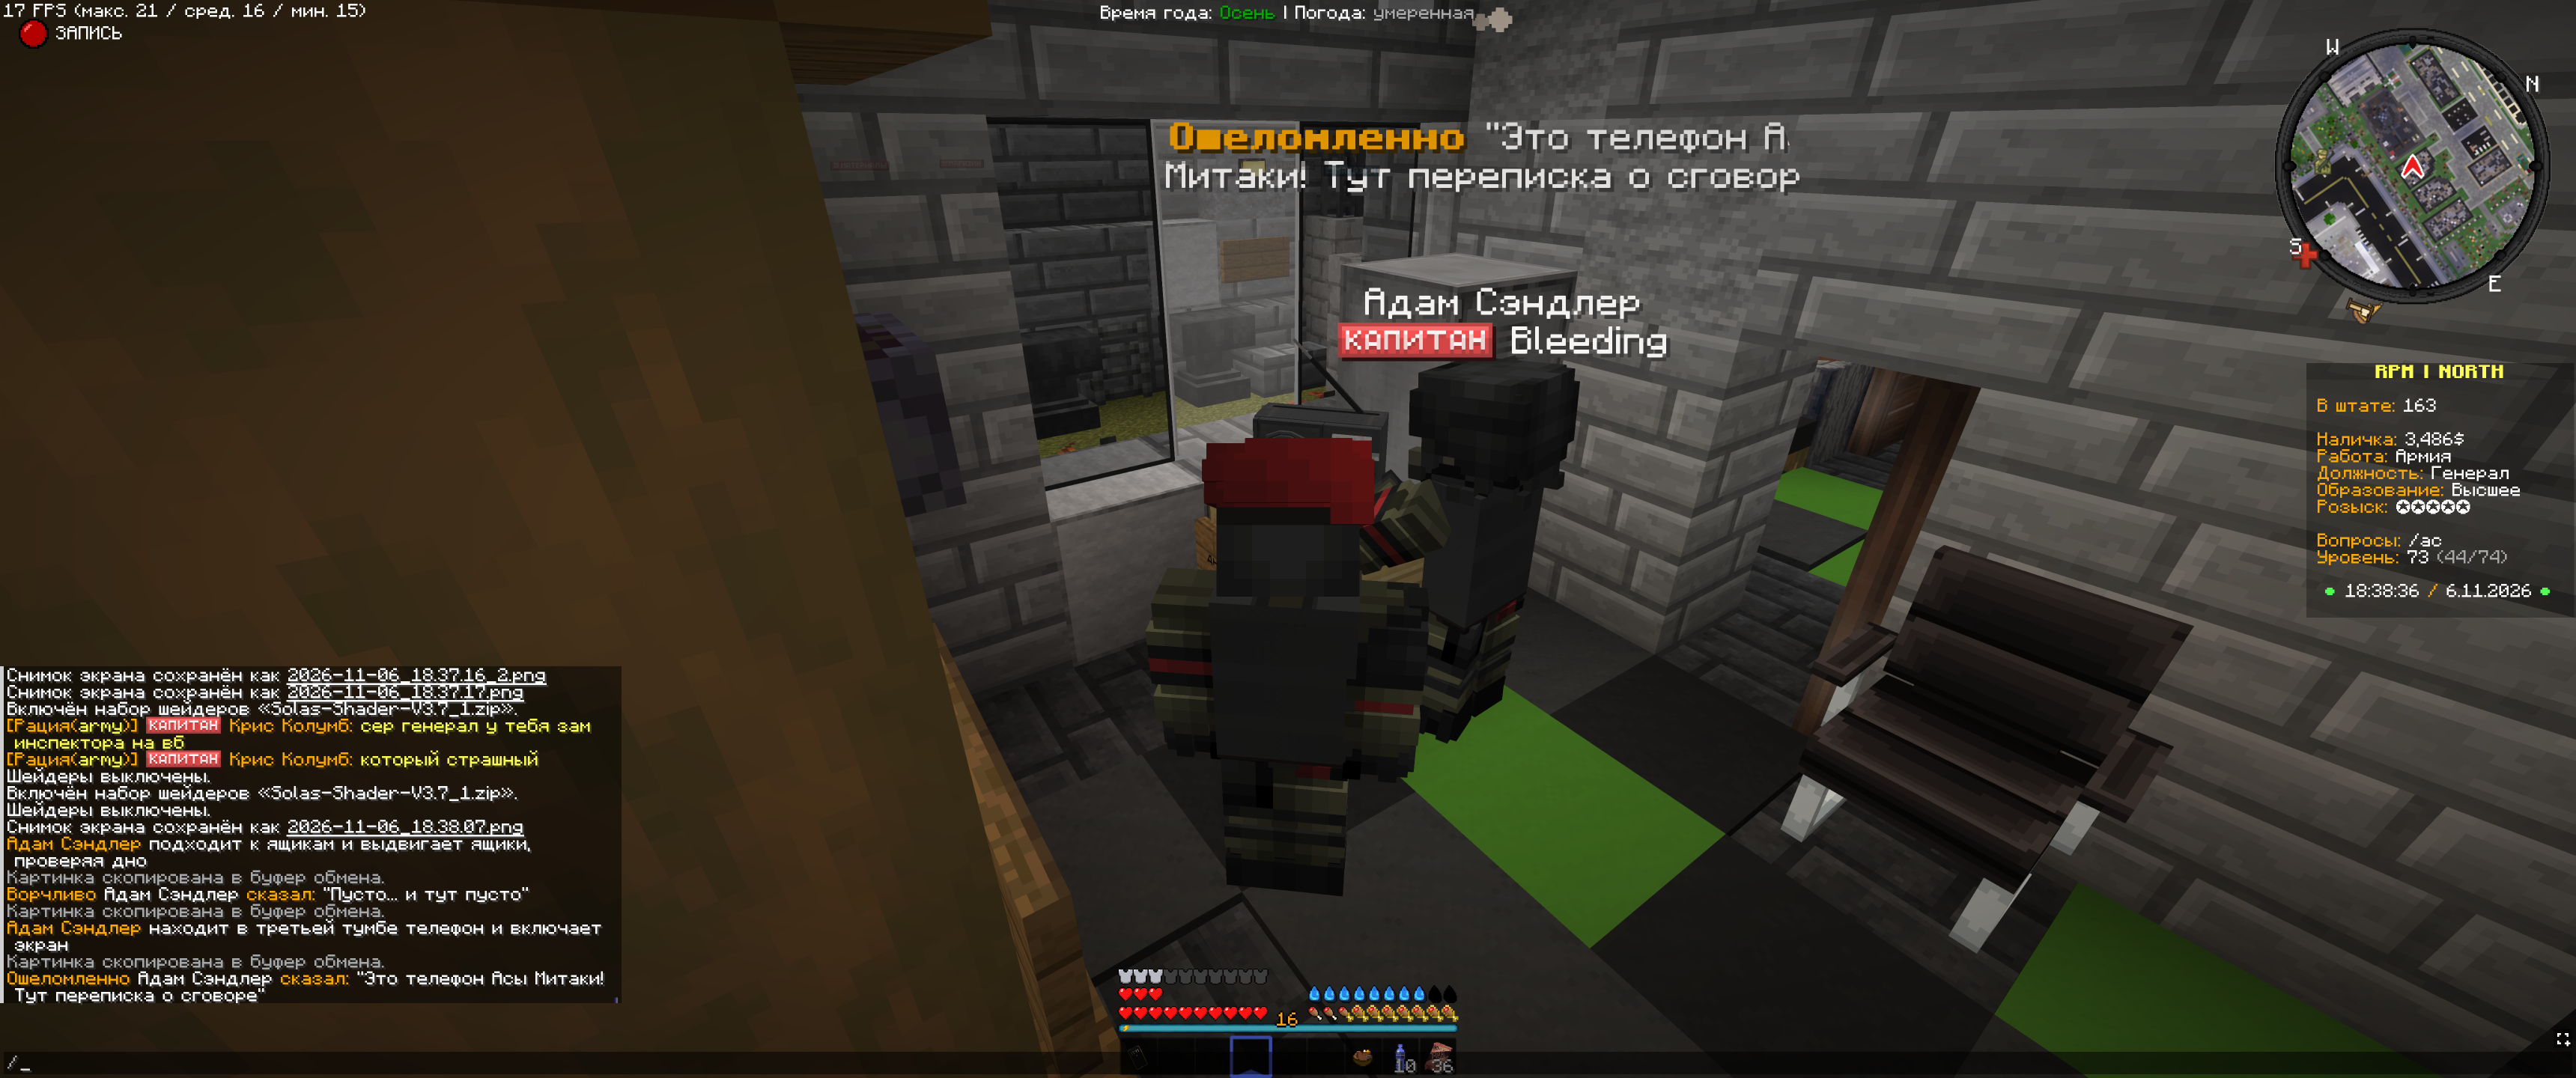 17 FPS (макс. 21 / сред. 16 / мин. 15)
ЗАПИСЬ
Время года: Осень | Погода: умеренная
W
N
S
E
Ошеломленно "Это телефон А
Митаки! Тут переписка о сговор
Адам Сэндлер
КАПИТАН Bleeding
RPM | NORTH
В штате: 163
Наличка: 3,486$
Работа: Армия
Должность: Генерал
Образование: Высшее
Розыск: ✪✪✪✪✪
Вопросы: /ac
Уровень: 73 (44/74)
● 18:38:36 / 6.11.2026 ●
Снимок экрана сохранён как 2026-11-06_18.37.16_2.png
Снимок экрана сохранён как 2026-11-06_18.37.17.png
Включён набор шейдеров «Solas-Shader-V3.7_1.zip».
[Рация(army)] КАПИТАН Крис Колумб: сер генерал у тебя зам
инспектора на вб
[Рация(army)] КАПИТАН Крис Колумб: который страшный
Шейдеры выключены.
Включён набор шейдеров «Solas-Shader-V3.7_1.zip».
Шейдеры выключены.
Снимок экрана сохранён как 2026-11-06_18.38.07.png
Адам Сэндлер подходит к ящикам и выдвигает ящики,
проверяя дно
Картинка скопирована в буфер обмена.
Ворчливо Адам Сэндлер сказал: "Пусто... и тут пусто"
Картинка скопирована в буфер обмена.
Адам Сэндлер находит в третьей тумбе телефон и включает
экран
Картинка скопирована в буфер обмена.
Ошеломленно Адам Сэндлер сказал: "Это телефон Асы Митаки!
Тут переписка о сговоре"
16
10
36
/_